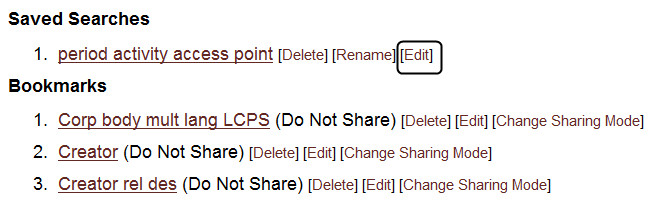 Saved Searches
1. period activity access point [Delete] [Rename] [Edit]
Bookmarks
1. Corp body mult lang LCPS (Do Not Share) [Delete] [Edit] [Change Sharing Mode]
2. Creator (Do Not Share) [Delete] [Edit] [Change Sharing Mode]
3. Creator rel des (Do Not Share) [Delete] [Edit] [Change Sharing Mode]